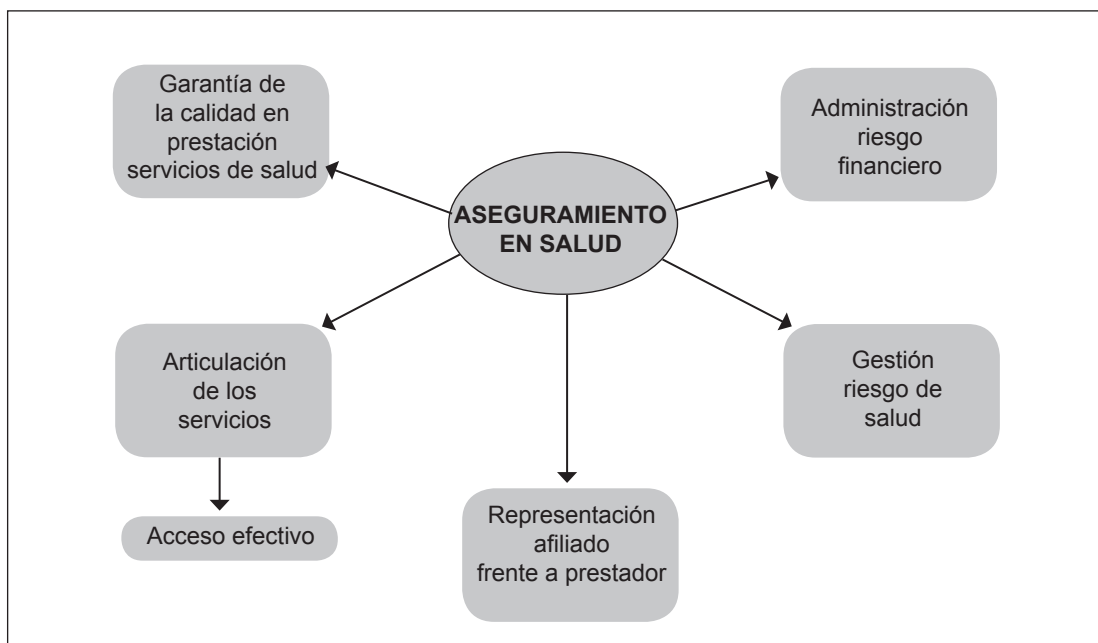 Garantía de
la calidad en
prestación
servicios de salud
Administración
riesgo
financiero
ASEGURAMIENTO
EN SALUD
Articulación
de los
servicios
Gestión
riesgo de
salud
Acceso efectivo
Representación
afiliado
frente a prestador